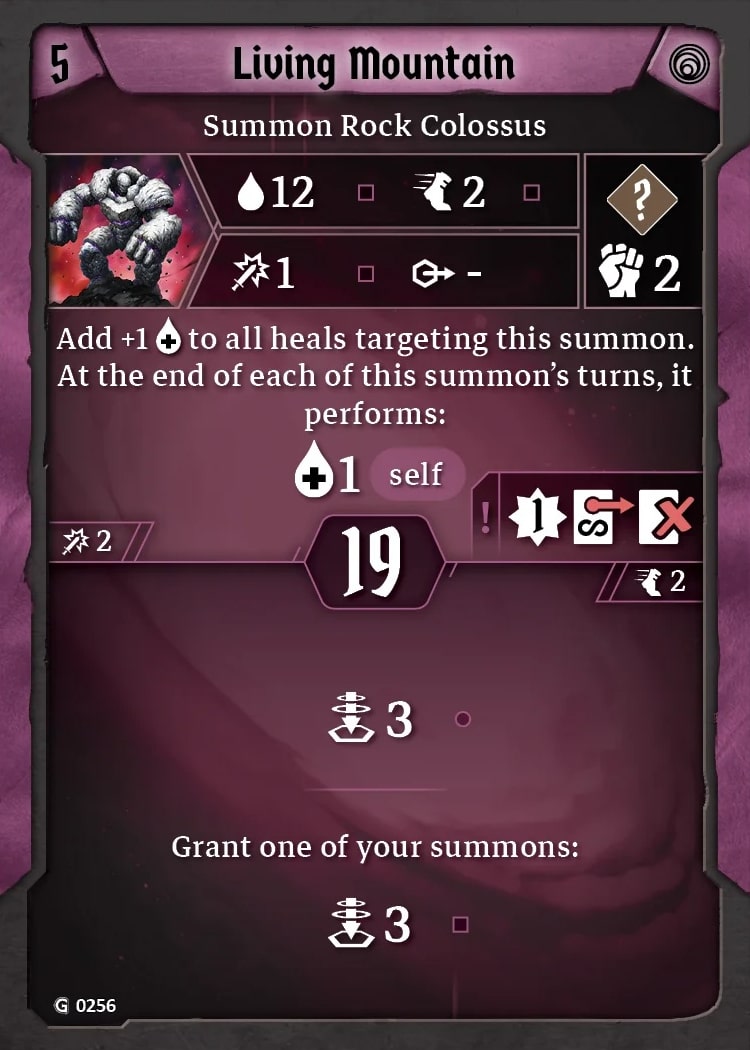 5 Living Mountain
Summon Rock Colossus
12 2 ?
1 - 2
Add +1 to all heals targeting this summon.
At the end of each of this summon's turns, it
performs:
1 self
! 1
2 19
2
3
Grant one of your summons:
3
G 0256